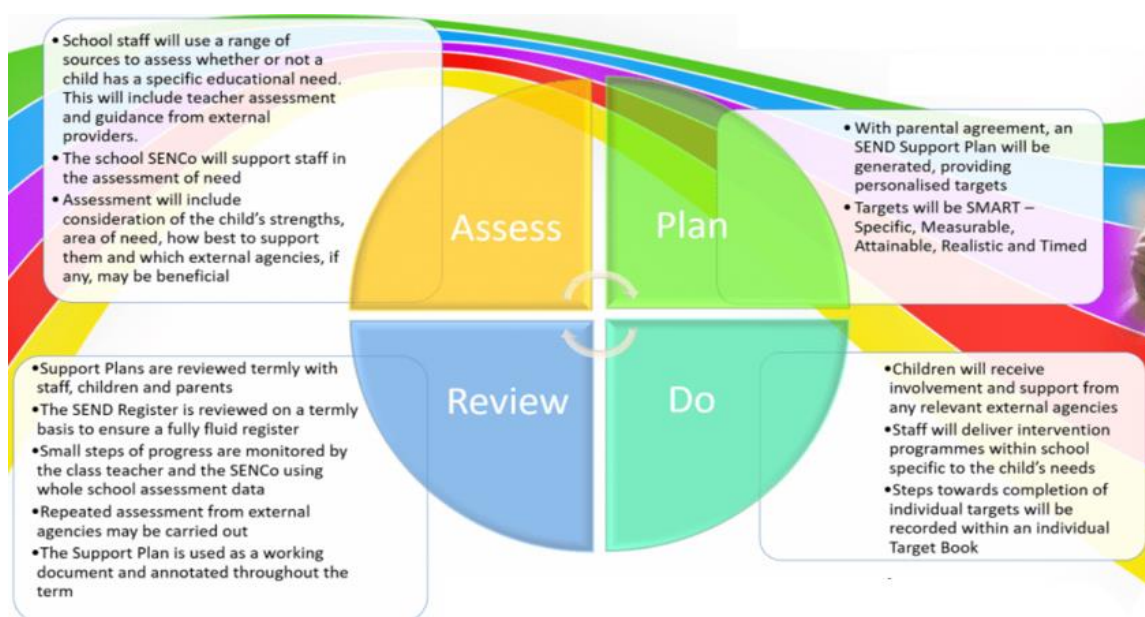 • School staff will use a range of
sources to assess whether or not a
child has a specific educational need.
This will include teacher assessment
and guidance from external
providers.
• The school SENCo will support staff in
the assessment of need
• Assessment will include
consideration of the child's strengths,
area of need, how best to support
them and which external agencies, if
any, may be beneficial
Assess
Plan
• With parental agreement, an
SEND Support Plan will be
generated, providing
personalised targets
• Targets will be SMART –
Specific, Measurable,
Attainable, Realistic and Timed
•Support Plans are reviewed termly with
staff, children and parents
•The SEND Register is reviewed on a termly
basis to ensure a fully fluid register
•Small steps of progress are monitored by
the class teacher and the SENCo using
whole school assessment data
•Repeated assessment from external
agencies may be carried out
•The Support Plan is used as a working
document and annotated throughout the
term
Review
Do
•Children will receive
involvement and support from
any relevant external agencies
•Staff will deliver intervention
programmes within school
specific to the child's needs
•Steps towards completion of
individual targets will be
recorded within an individual
Target Book